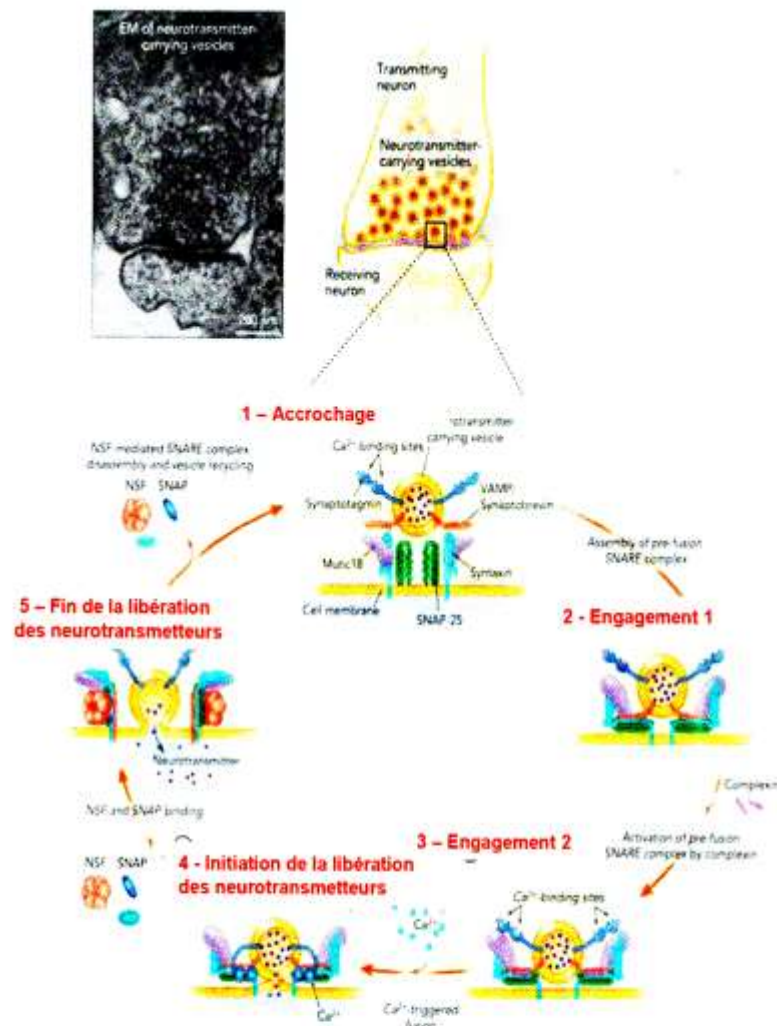 EM of neurotransmitter-
carrying vesicles
Transmitting
neuron
Neurotransmitter-
carrying vesicles
Receiving
neuron
1 – Accrochage
NSF mediated SNARE complex
disassembly and vesicle recycling
NSF SNAP
Ca²⁺-binding sites
rotransmitter
carrying vesicle
Synaptotagmin
VAMP/
Synaptobrevin
Munc18
Syntaxin
Cell membrane
SNAP-25
Assembly of pre-fusion
SNARE complex
5 – Fin de la libération
des neurotransmetteurs
2 - Engagement 1
Neurotransmitter
Complexin
NSF and SNAP binding
3 – Engagement 2
Activation of pre-fusion
SNARE complex by complexin
NSF SNAP
4 - Initiation de la libération
des neurotransmetteurs
Ca²⁺-binding sites
Ca²⁺
Ca²⁺
Ca²⁺-triggered